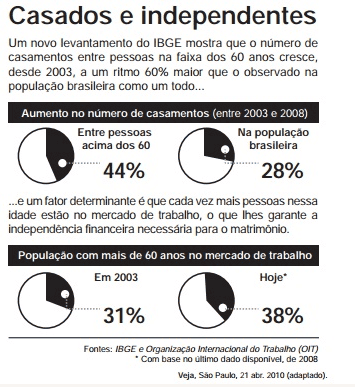 Casados e independentes
Um novo levantamento do IBGE mostra que o número de
casamentos entre pessoas na faixa dos 60 anos cresce,
desde 2003, a um ritmo 60% maior que o observado na
população brasileira como um todo...
Aumento no número de casamentos (entre 2003 e 2008)
Entre pessoas
acima dos 60
44%
Na população
brasileira
28%
...e um fator determinante é que cada vez mais pessoas nessa
idade estão no mercado de trabalho, o que lhes garante a
independência financeira necessária para o matrimônio.
População com mais de 60 anos no mercado de trabalho
Em 2003
31%
Hoje*
38%
Fontes: IBGE e Organização Internacional do Trabalho (OIT)
* Com base no último dado disponível, de 2008
Veja, São Paulo, 21 abr. 2010 (adaptado).